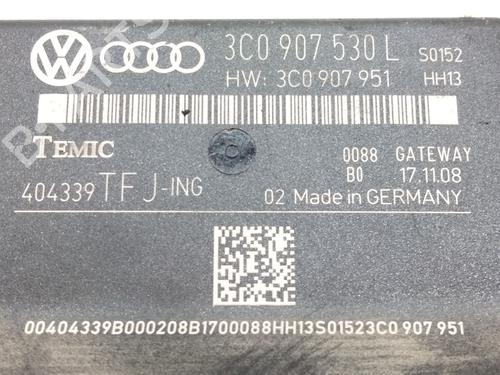 3C0 907 530 L S0152
HW: 3C0 907 951 HH13
TEMIC 0088 GATEWAY
B0 17.11.08
404339 TFJ-ING 02 Made in GERMANY
00404339B000208B1700088HH13S01523C0 907 951